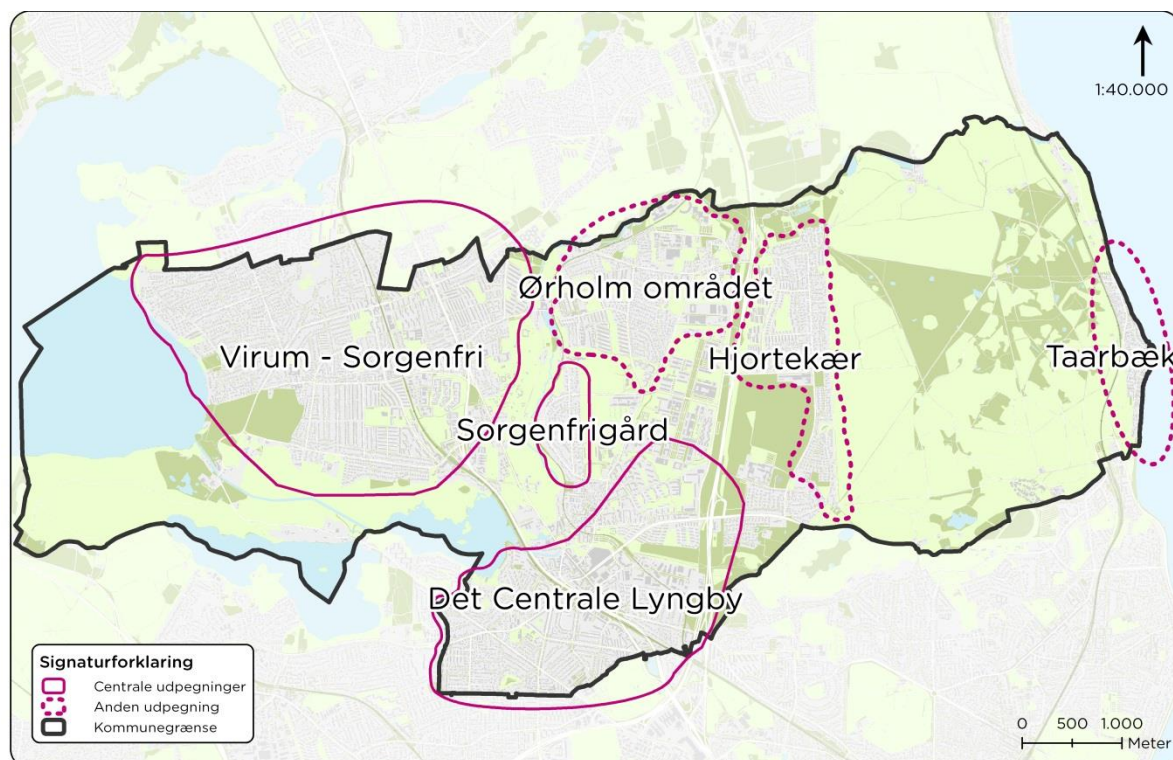 1:40.000
Ørholm området
Virum - Sorgenfri
Hjortekær
Taarbæk
Sorgenfrigård
Det Centrale Lyngby
Signaturforklaring
Centrale udpegninger
Anden udpegning
Kommunegrænse
0 500 1.000
Meter